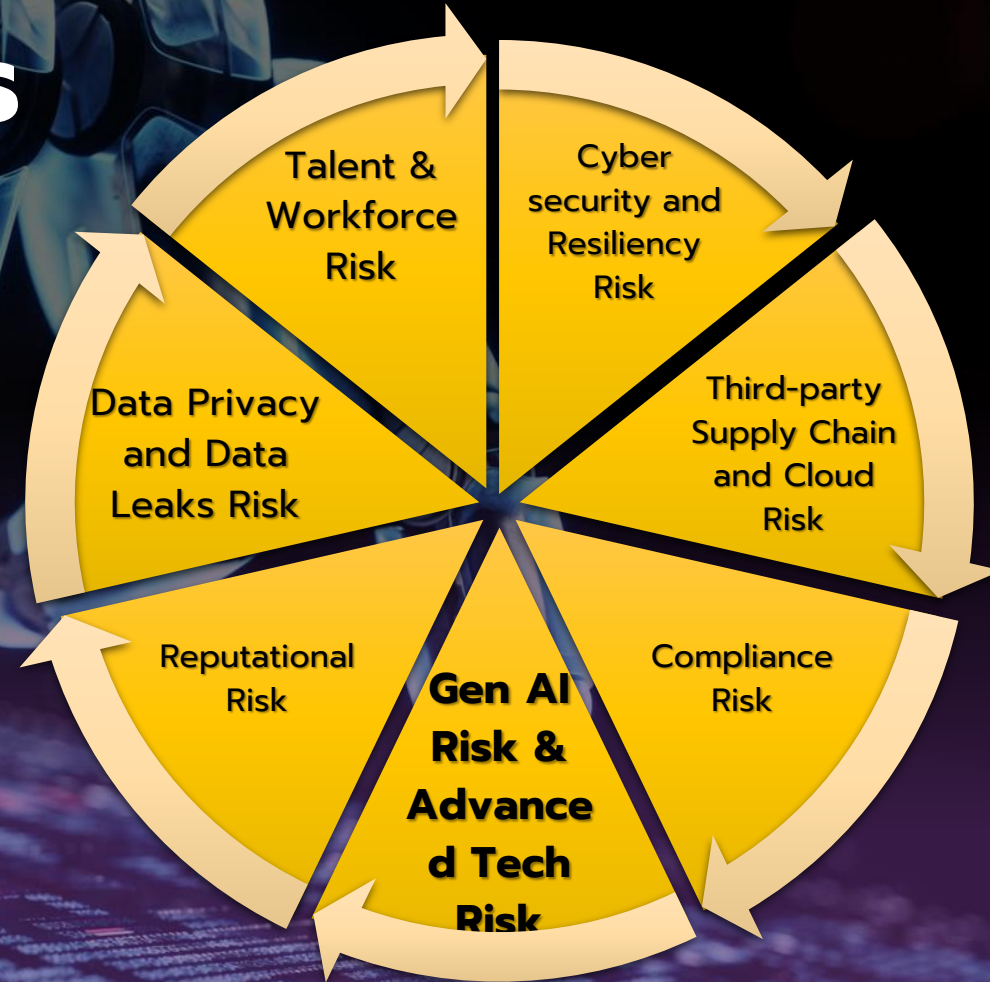 s
Talent &
Workforce
Risk
Cyber
security and
Resiliency
Risk
Third-party
Supply Chain
and Cloud
Risk
Compliance
Risk
Gen AI
Risk &
Advance
d Tech
Risk
Reputational
Risk
Data Privacy
and Data
Leaks Risk